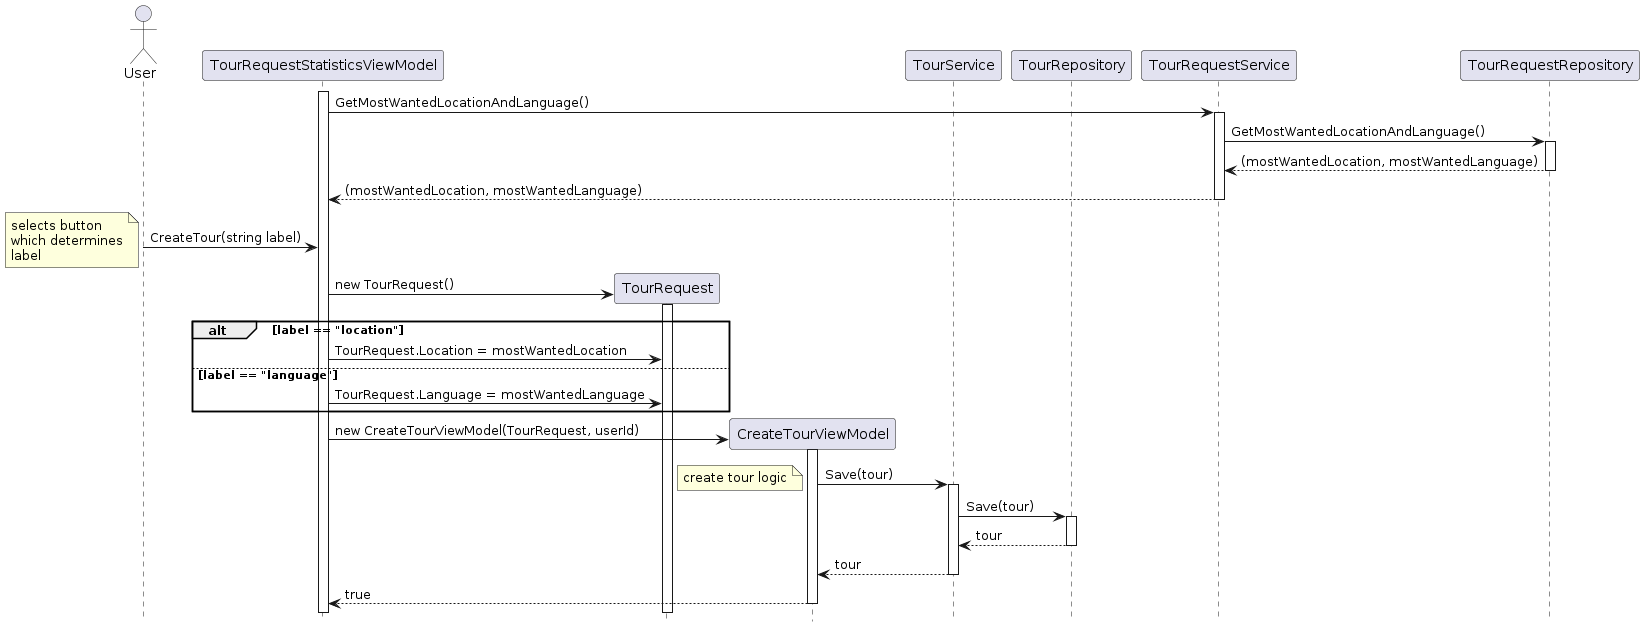 User
TourRequestStatisticsViewModel
TourService
TourRepository
TourRequestService
TourRequestRepository
GetMostWantedLocationAndLanguage()
GetMostWantedLocationAndLanguage()
(mostWantedLocation, mostWantedLanguage)
(mostWantedLocation, mostWantedLanguage)
selects button
which determines
label
CreateTour(string label)
new TourRequest()
TourRequest
alt
[label == "location"]
TourRequest.Location = mostWantedLocation
[label == "language"]
TourRequest.Language = mostWantedLanguage
new CreateTourViewModel(TourRequest, userId)
CreateTourViewModel
create tour logic
Save(tour)
Save(tour)
tour
tour
true